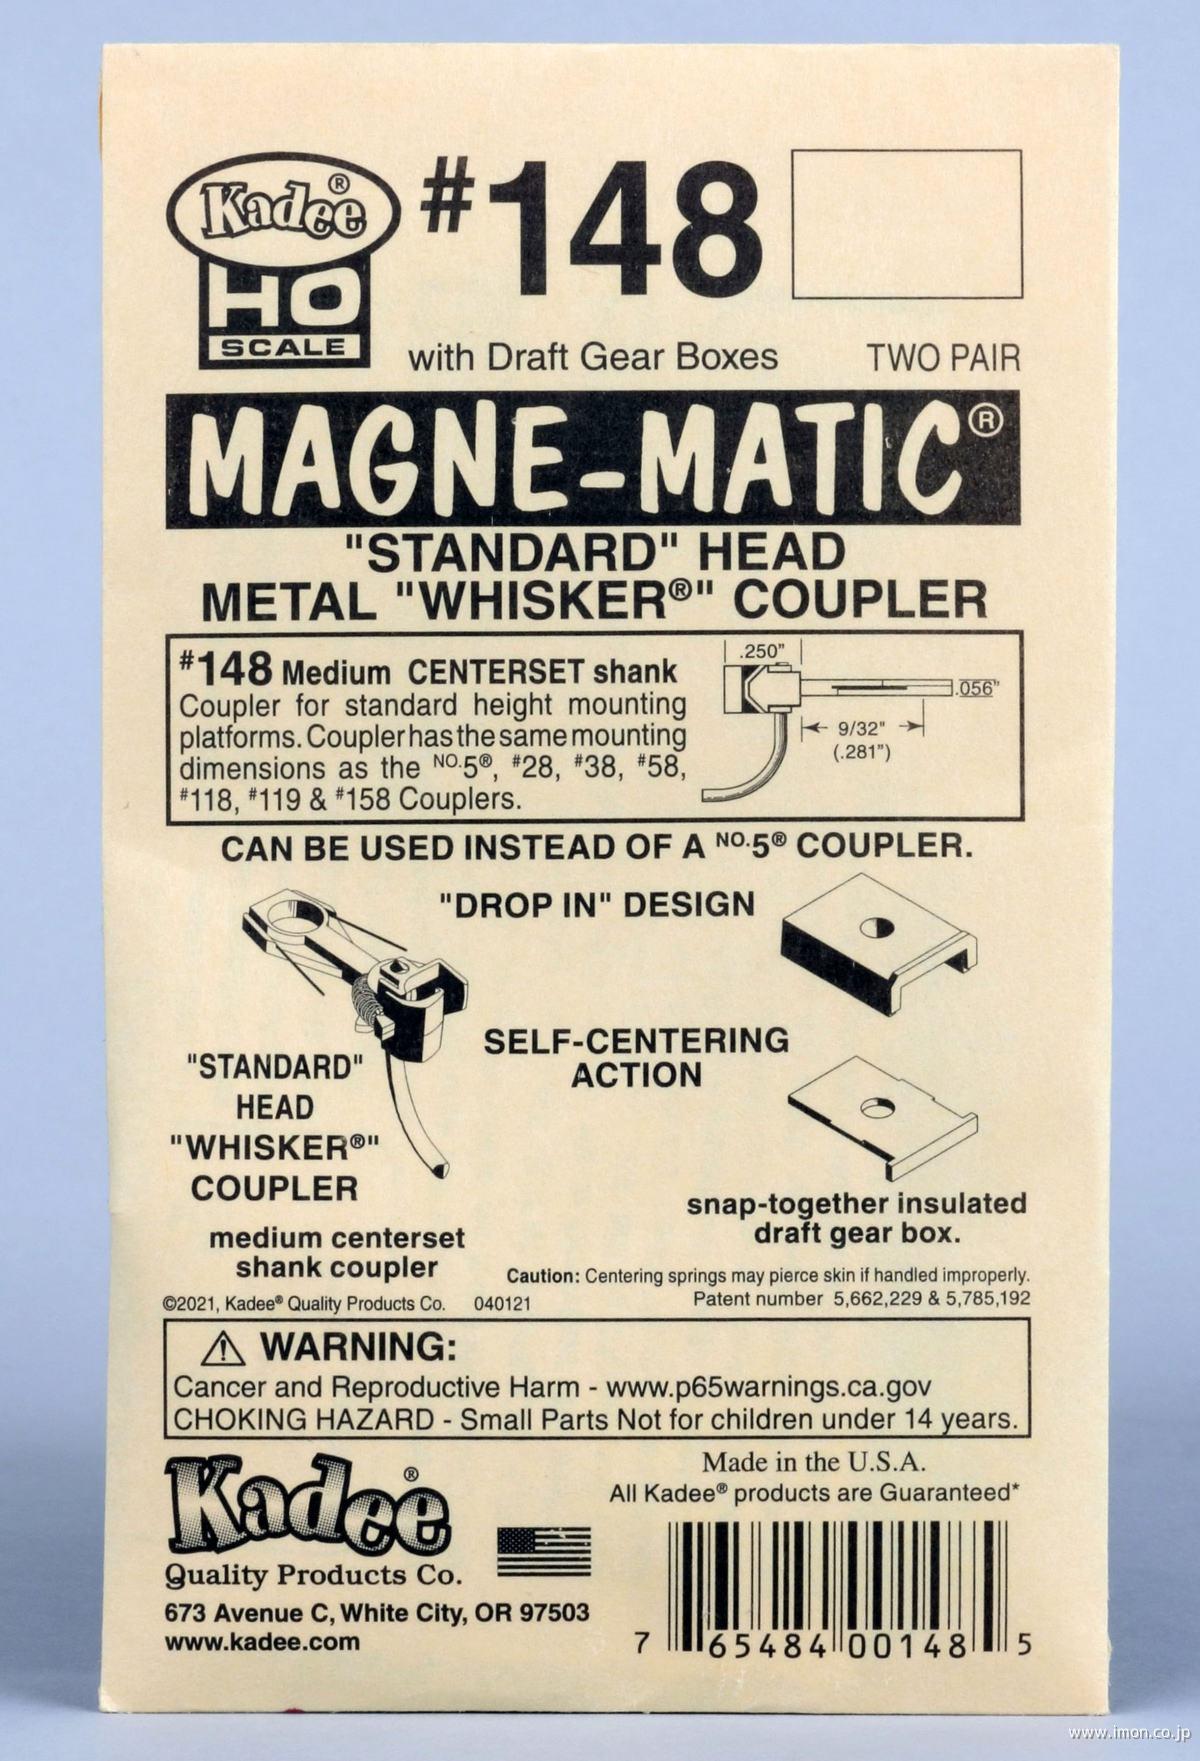 Kadee®
HO
SCALE
#148
with Draft Gear Boxes
TWO PAIR
MAGNE-MATIC®
"STANDARD" HEAD
METAL "WHISKER®" COUPLER
#148 Medium CENTERSET shank
Coupler for standard height mounting
platforms. Coupler has the same mounting
dimensions as the NO.5®, #28, #38, #58,
#118, #119 & #158 Couplers.
.250"
.056"
9/32"
(.281")
CAN BE USED INSTEAD OF A NO.5® COUPLER.
"DROP IN" DESIGN
SELF-CENTERING
ACTION
"STANDARD"
HEAD
"WHISKER®"
COUPLER
medium centerset
shank coupler
snap-together insulated
draft gear box.
Caution: Centering springs may pierce skin if handled improperly.
©2021, Kadee® Quality Products Co. 040121
Patent number 5,662,229 & 5,785,192
⚠ WARNING:
Cancer and Reproductive Harm - www.p65warnings.ca.gov
CHOKING HAZARD - Small Parts Not for children under 14 years.
Kadee®
Quality Products Co.
673 Avenue C, White City, OR 97503
www.kadee.com
Made in the U.S.A.
All Kadee® products are Guaranteed*
7 65484 00148 5
www.imon.co.jp